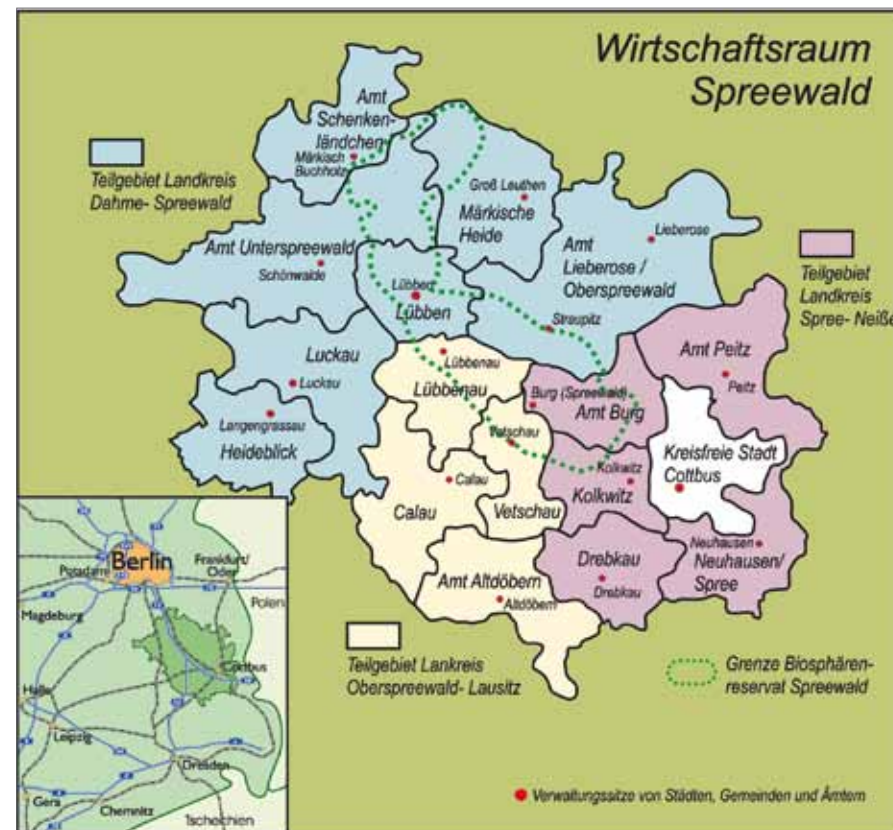 Wirtschaftsraum
Spreewald
Teilgebiet Landkreis
Dahme- Spreewald
Amt
Schenken-
ländchen
Märkisch
Buchholz
Groß Leuthen
Märkische
Heide
Amt Unterspreewald
Schönwalde
Amt
Lieberose /
Oberspreewald
Lieberose
Straupitz
Teilgebiet
Landkreis
Spree- Neiße
Lübben
Lübben
Luckau
Luckau
Langengrassau
Heideblick
Lübbenau
Lübbenau
Burg (Spreewald)
Amt Burg
Amt Peitz
Peitz
Vetschau
Vetschau
Calau
Calau
Kolkwitz
Kolkwitz
Kreisfreie Stadt
Cottbus
Neuhausen
Neuhausen/
Spree
Drebkau
Drebkau
Amt Altdöbern
Altdöbern
Teilgebiet Lankreis
Oberspreewald- Lausitz
Grenze Biosphären-
reservat Spreewald
Verwaltungssitze von Städten, Gemeinden und Ämtern
Berlin
Potsdam
Frankfurt/
Oder
Polen
Magdeburg
Cottbus
Halle
Leipzig
Dresden
Gera
Chemnitz
Tschechien